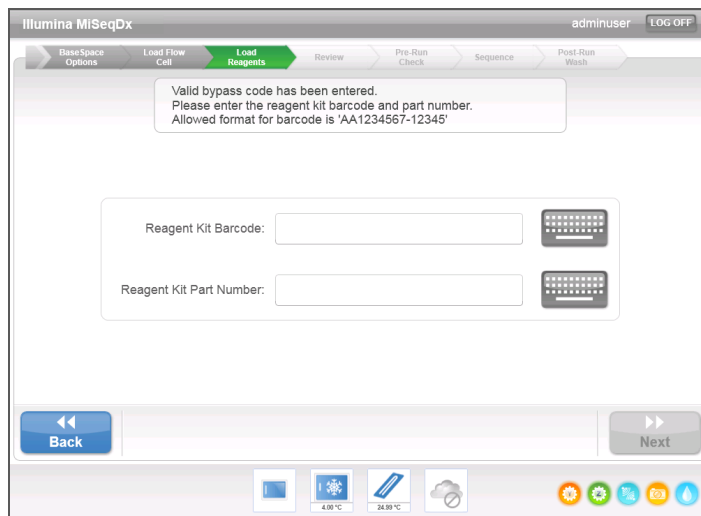 Illumina MiSeqDx
adminuser
LOG OFF
BaseSpace
Options
Load Flow
Cell
Load
Reagents
Review
Pre-Run
Check
Sequence
Post-Run
Wash
Valid bypass code has been entered.
Please enter the reagent kit barcode and part number.
Allowed format for barcode is 'AA1234567-12345'
Reagent Kit Barcode:
Reagent Kit Part Number:
Back
Next
4.00 °C
24.99 °C